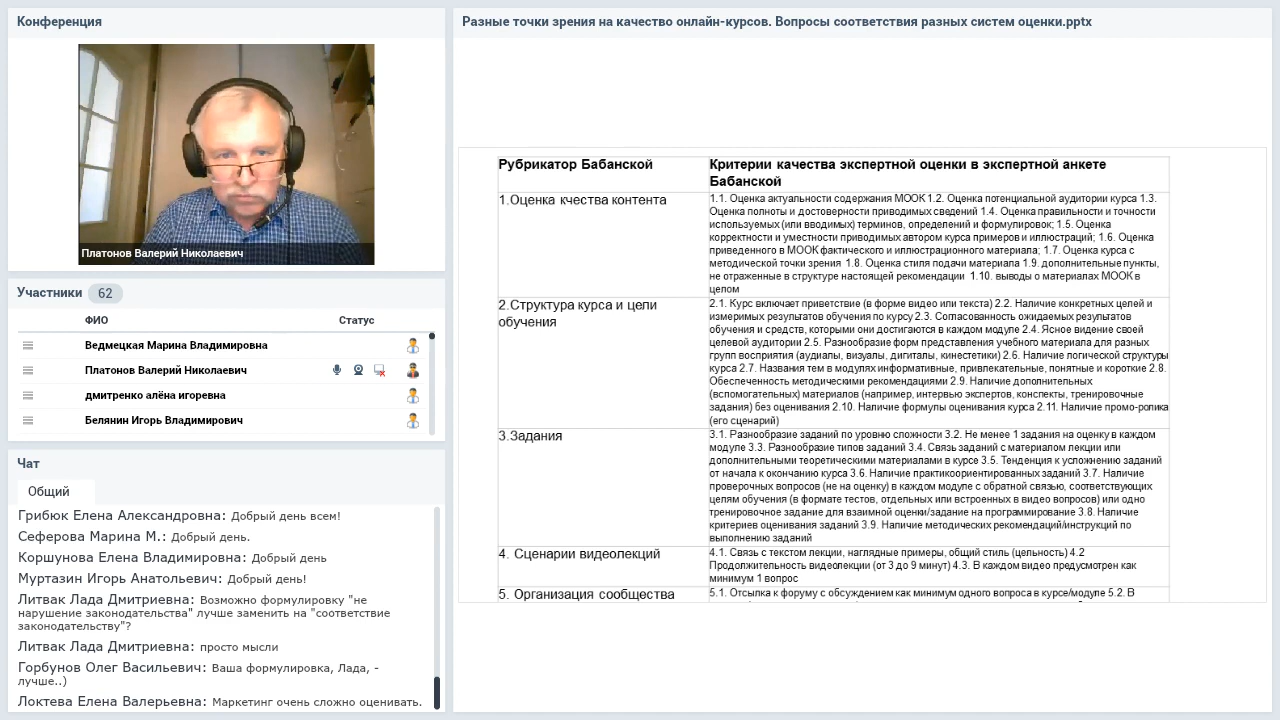 Конференция
Платонов Валерий Николаевич
Участники 62
ФИО Статус
Ведмецкая Марина Владимировна
Платонов Валерий Николаевич
дмитренко алёна игоревна
Белянин Игорь Владимирович
Чат
Общий
Грибюк Елена Александровна: Добрый день всем!
Сеферова Марина М.: Добрый день.
Коршунова Елена Владимировна: Добрый день
Муртазин Игорь Анатольевич: Добрый день!
Литвак Лада Дмитриевна: Возможно формулировку "не
нарушение законодательства" лучше заменить на "соответствие
законодательству"?
Литвак Лада Дмитриевна: просто мысли
Горбунов Олег Васильевич: Ваша формулировка, Лада, -
лучше..)
Локтева Елена Валерьевна: Маркетинг очень сложно оценивать.
Разные точки зрения на качество онлайн-курсов. Вопросы соответствия разных систем оценки.pptx
Рубрикатор Бабанской
Критерии качества экспертной оценки в экспертной анкете
Бабанской
1.Оценка кчества контента
1.1. Оценка актуальности содержания МООК 1.2. Оценка потенциальной аудитории курса 1.3.
Оценка полноты и достоверности приводимых сведений 1.4. Оценка правильности и точности
используемых (или вводимых) терминов, определений и формулировок; 1.5. Оценка
корректности и уместности приводимых автором курса примеров и иллюстраций; 1.6. Оценка
приведенного в МООК фактического и иллюстрационного материала; 1.7. Оценка курса с
методической точки зрения 1.8. Оценка стиля подачи материала 1.9. дополнительные пункты,
не отраженные в структуре настоящей рекомендации 1.10. выводы о материалах МООК в
целом
2.Структура курса и цели
обучения
2.1. Курс включает приветствие (в форме видео или текста) 2.2. Наличие конкретных целей и
измеримых результатов обучения по курсу 2.3. Согласованность ожидаемых результатов
обучения и средств, которыми они достигаются в каждом модуле 2.4. Ясное видение своей
целевой аудитории 2.5. Разнообразие форм представления учебного материала для разных
групп восприятия (аудиалы, визуалы, дигиталы, кинестетики) 2.6. Наличие логической структуры
курса 2.7. Названия тем в модулях информативные, привлекательные, понятные и короткие 2.8.
Обеспеченность методическими рекомендациями 2.9. Наличие дополнительных
(вспомогательных) материалов (например, интервью экспертов, конспекты, тренировочные
задания) без оценивания 2.10. Наличие формулы оценивания курса 2.11. Наличие промо-ролика
(его сценарий)
3.Задания
3.1. Разнообразие заданий по уровню сложности 3.2. Не менее 1 задания на оценку в каждом
модуле 3.3. Разнообразие типов заданий 3.4. Связь заданий с материалом лекции или
дополнительными теоретическими материалами в курсе 3.5. Тенденция к усложнению заданий
от начала к окончанию курса 3.6. Наличие практикоориентированных заданий 3.7. Наличие
проверочных вопросов (не на оценку) в каждом модуле с обратной связью, соответствующих
целям обучения (в формате тестов, отдельных или встроенных в видео вопросов) или одно
тренировочное задание для взаимной оценки/задание на программирование 3.8. Наличие
критериев оценивания заданий 3.9. Наличие методических рекомендаций/инструкций по
выполнению заданий
4. Сценарии видеолекций
4.1. Связь с текстом лекции, наглядные примеры, общий стиль (цельность) 4.2
Продолжительность видеолекции (от 3 до 9 минут) 4.3. В каждом видео предусмотрен как
минимум 1 вопрос
5. Организация сообщества
5.1. Отсылка к форуму с обсуждением как минимум одного вопроса в курсе/модуле 5.2. В